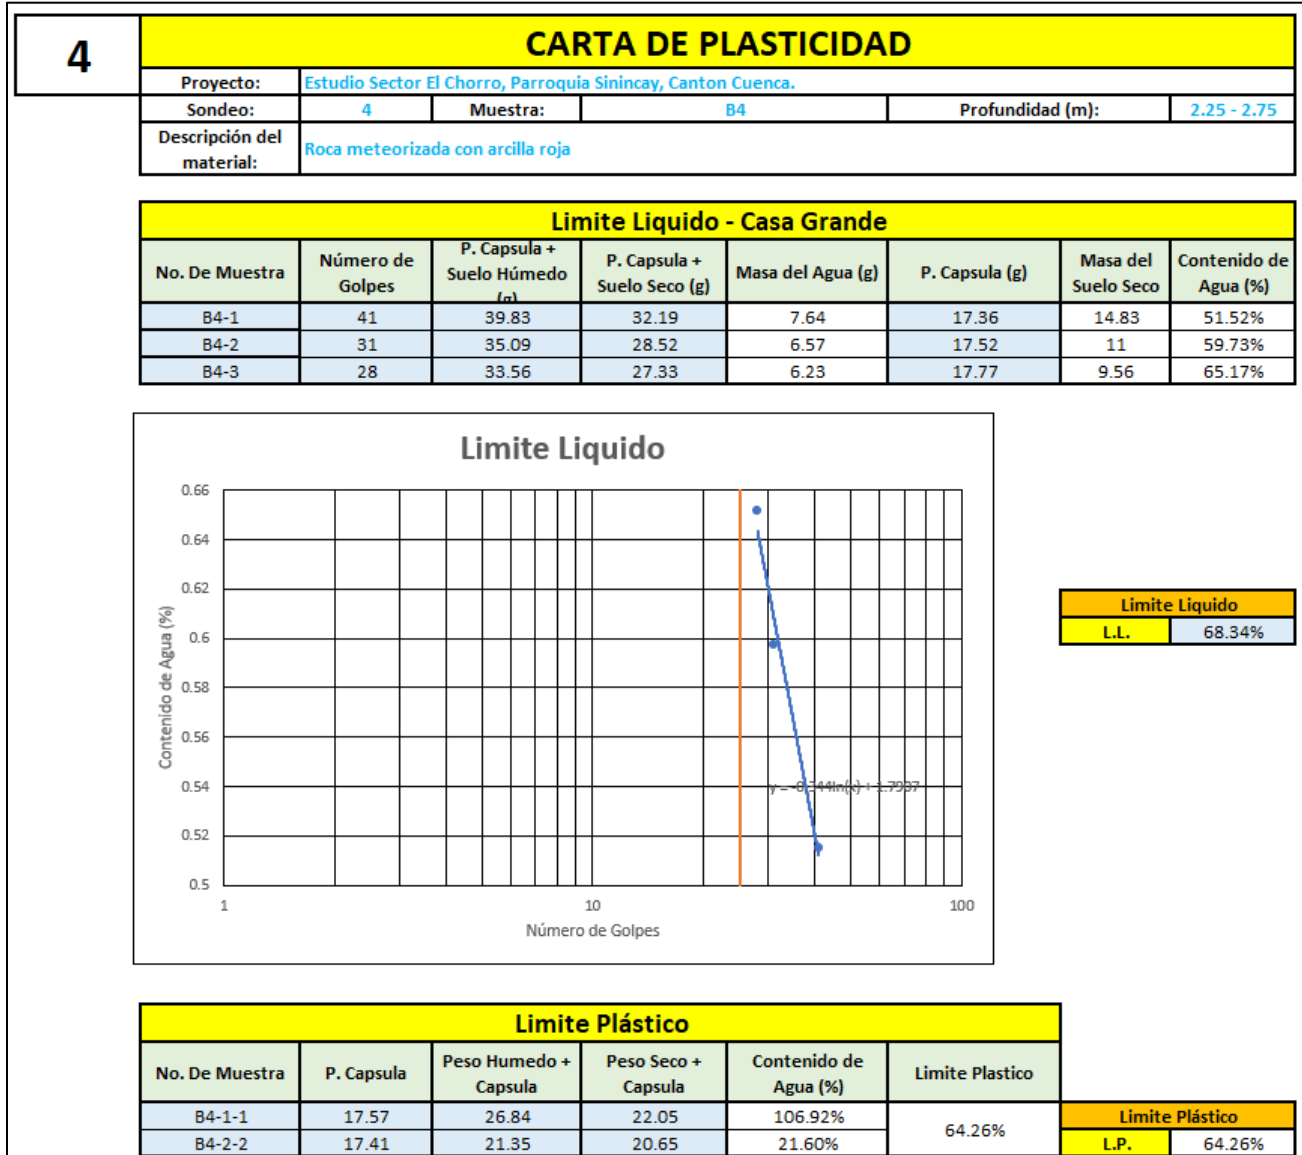 4
CARTA DE PLASTICIDAD
Proyecto: Estudio Sector El Chorro, Parroquia Sinincay, Canton Cuenca.
Sondeo: 4 Muestra: B4 Profundidad (m): 2.25 - 2.75
Descripción del material: Roca meteorizada con arcilla roja
Limite Liquido - Casa Grande
No. De Muestra Número de Golpes P. Capsula + Suelo Húmedo (g) P. Capsula + Suelo Seco (g) Masa del Agua (g) P. Capsula (g) Masa del Suelo Seco Contenido de Agua (%)
B4-1 41 39.83 32.19 7.64 17.36 14.83 51.52%
B4-2 31 35.09 28.52 6.57 17.52 11 59.73%
B4-3 28 33.56 27.33 6.23 17.77 9.56 65.17%
Limite Liquido
0.66
0.64
0.62
0.6
0.58
0.56
0.54
0.52
0.5
Contenido de Agua (%)
y = -0.344ln(x) + 1.7907
1 10 100
Número de Golpes
Limite Liquido
L.L. 68.34%
Limite Plástico
No. De Muestra P. Capsula Peso Humedo + Capsula Peso Seco + Capsula Contenido de Agua (%) Limite Plastico
B4-1-1 17.57 26.84 22.05 106.92% 64.26%
B4-2-2 17.41 21.35 20.65 21.60%
Limite Plástico
L.P. 64.26%